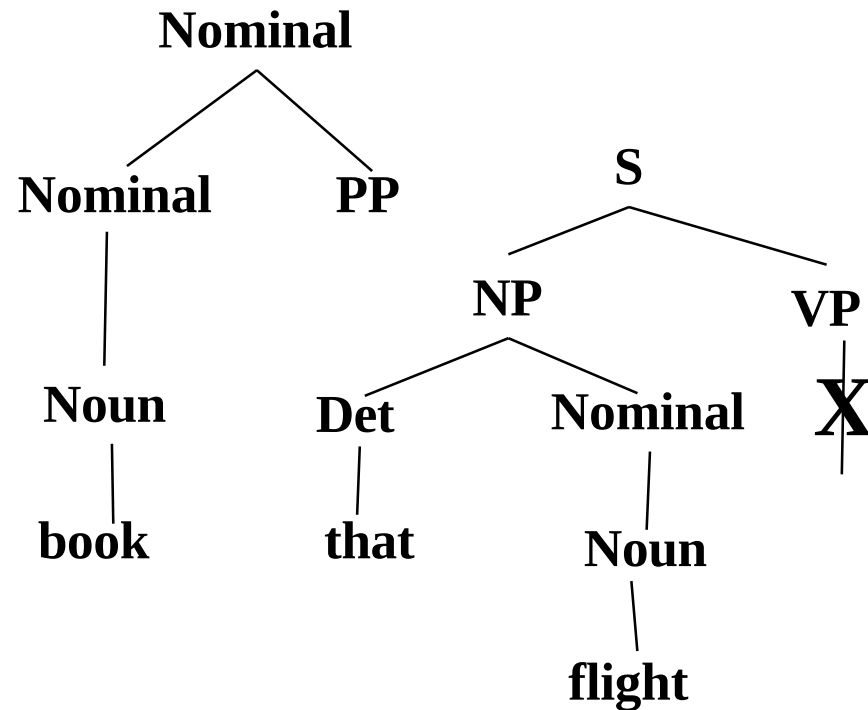 Nominal
S
Nominal PP
NP VP
Noun Det Nominal X
book that Noun
flight